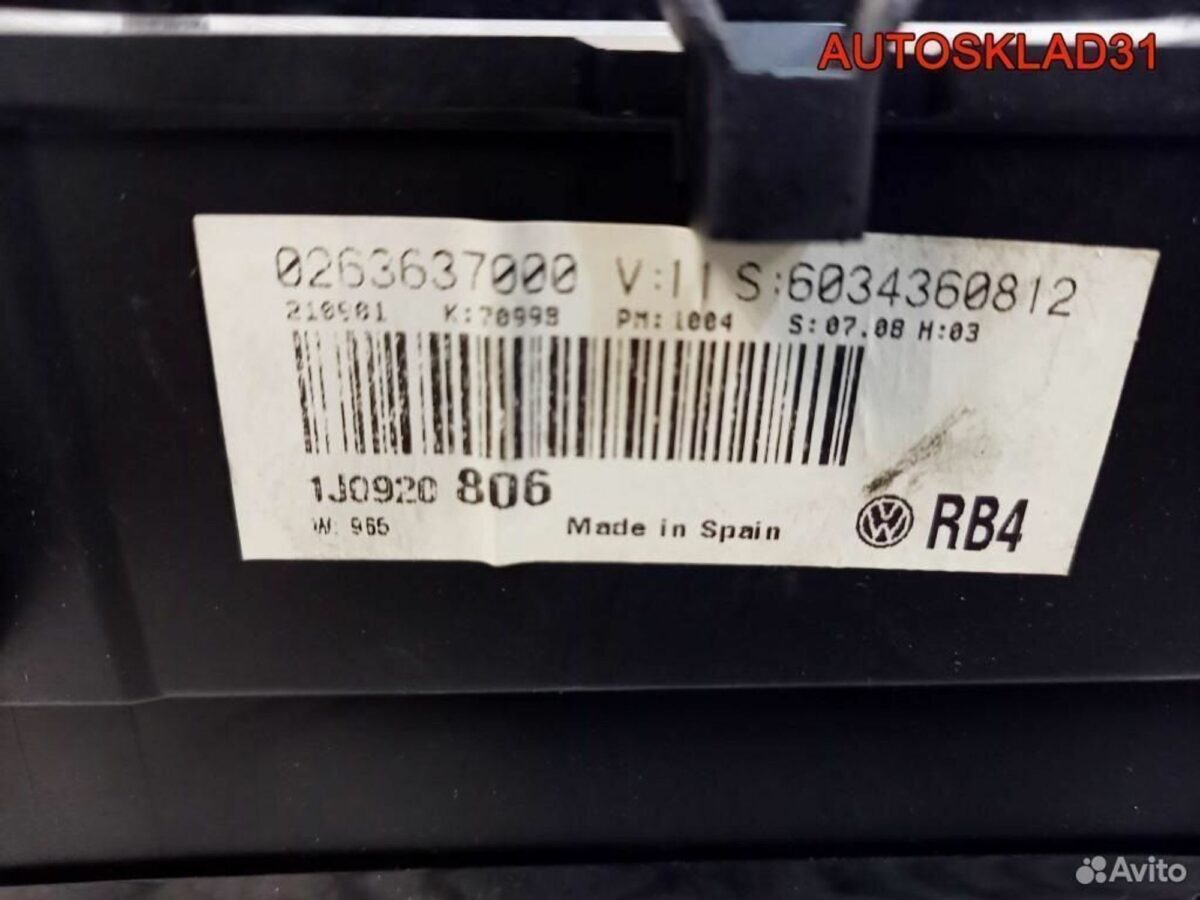 AUTOSKLAD31
0263637000 V:11 S:6034360812
210901 K:70998 PM:1004 S:07.08 H:03
1J0920 806
W: 965 Made in Spain RB4
Avito